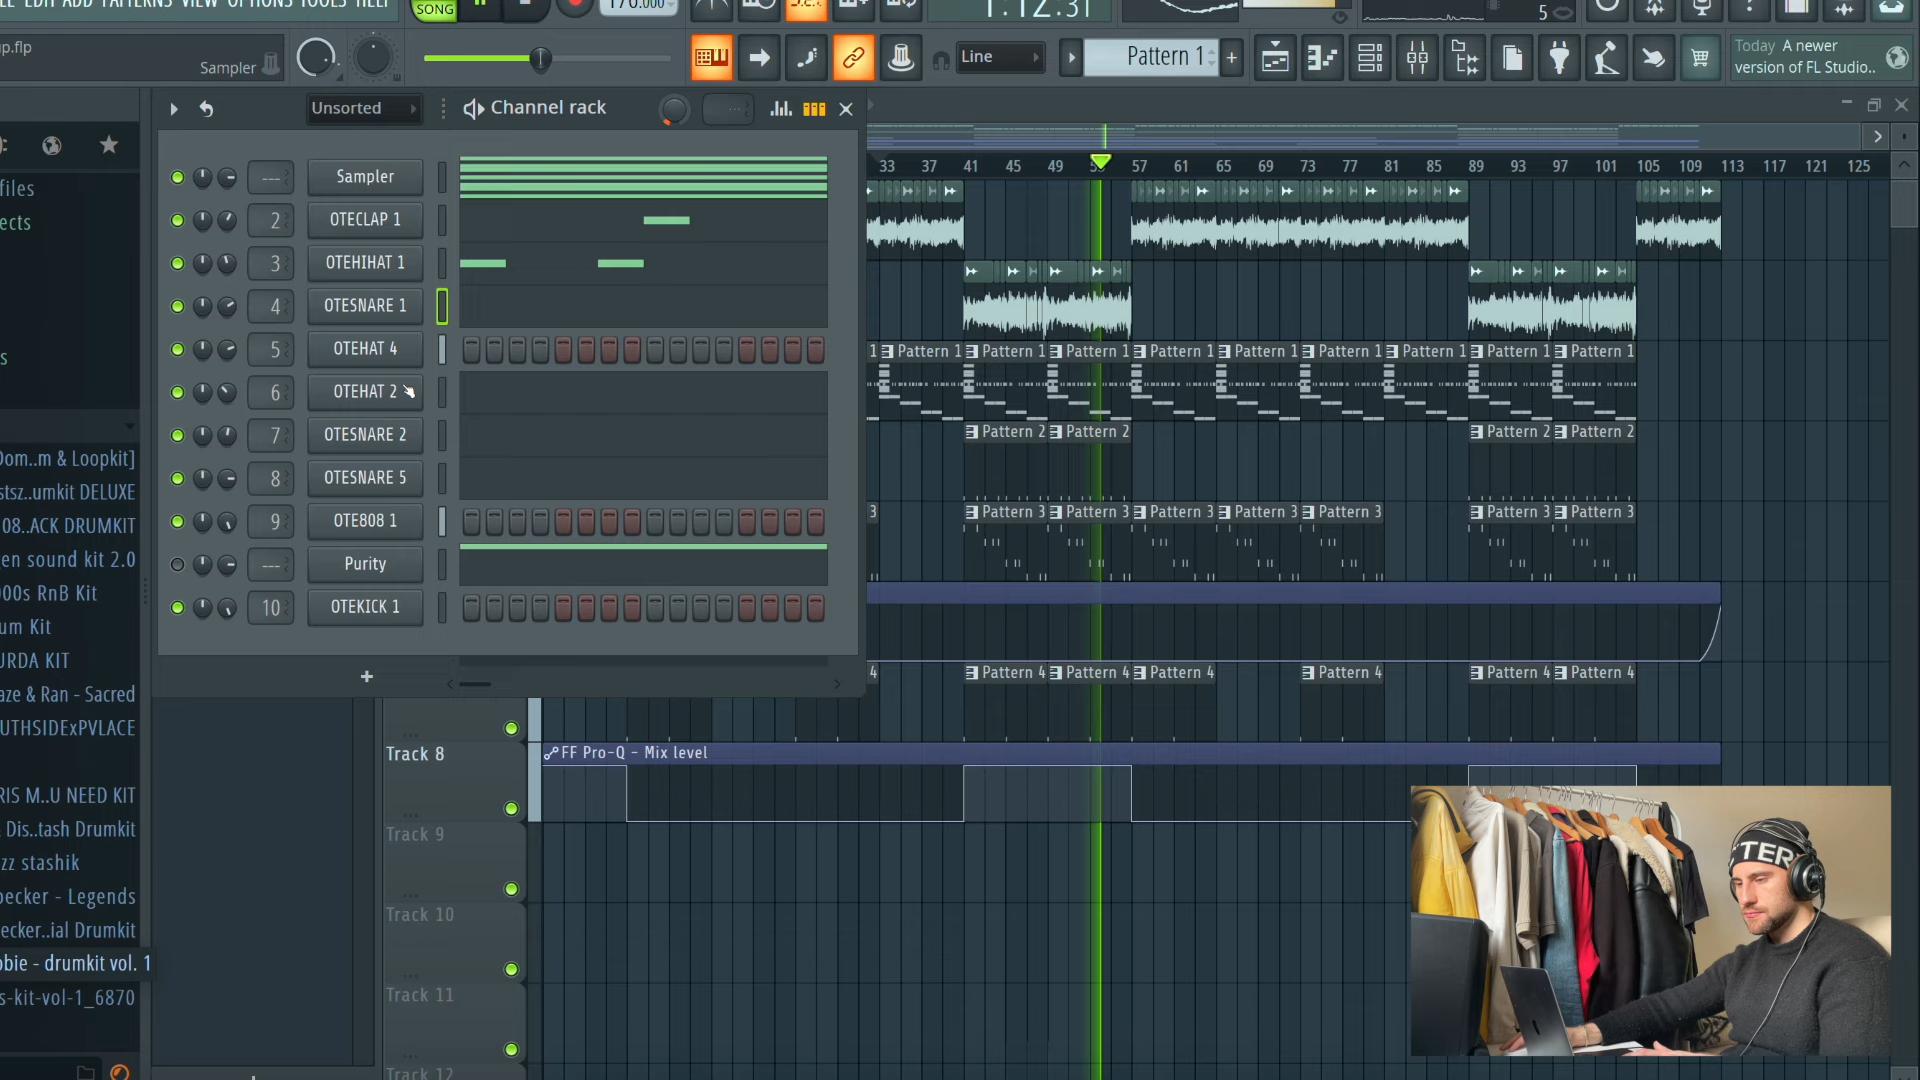 LE EDIT ADD PATTERNS VIEW OPTIONS TOOLS HELP
SONG
170.000
1:12:31
5
up.flp
Sampler
Line
Pattern 1
+
Today A newer
version of FL Studio..
Unsorted
Channel rack
33 37 41 45 49 57 61 65 69 73 77 81 85 89 93 97 101 105 109 113 117 121 125
--- Sampler
2 OTECLAP 1
3 OTEHIHAT 1
4 OTESNARE 1
5 OTEHAT 4
6 OTEHAT 2
7 OTESNARE 2
8 OTESNARE 5
9 OTE808 1
--- Purity
10 OTEKICK 1
+
1 Pattern 1 Pattern 1 Pattern 1 Pattern 1 Pattern 1 Pattern 1 Pattern 1 Pattern 1 Pattern 1
Pattern 2 Pattern 2 Pattern 2 Pattern 2
3 Pattern 3 Pattern 3 Pattern 3 Pattern 3 Pattern 3 Pattern 3 Pattern 3
4 Pattern 4 Pattern 4 Pattern 4 Pattern 4 Pattern 4 Pattern 4
Track 8
FF Pro-Q - Mix level
Track 9
Track 10
Track 11
Track 12
files
ects
s
Dom..m & Loopkit]
stsz..umkit DELUXE
08..ACK DRUMKIT
gen sound kit 2.0
000s RnB Kit
um Kit
URDA KIT
aze & Ran - Sacred
UTHSIDExPVLACE
RIS M..U NEED KIT
Dis..tash Drumkit
zz stashik
oecker - Legends
ecker..ial Drumkit
obie - drumkit vol. 1
s-kit-vol-1_6870
TER